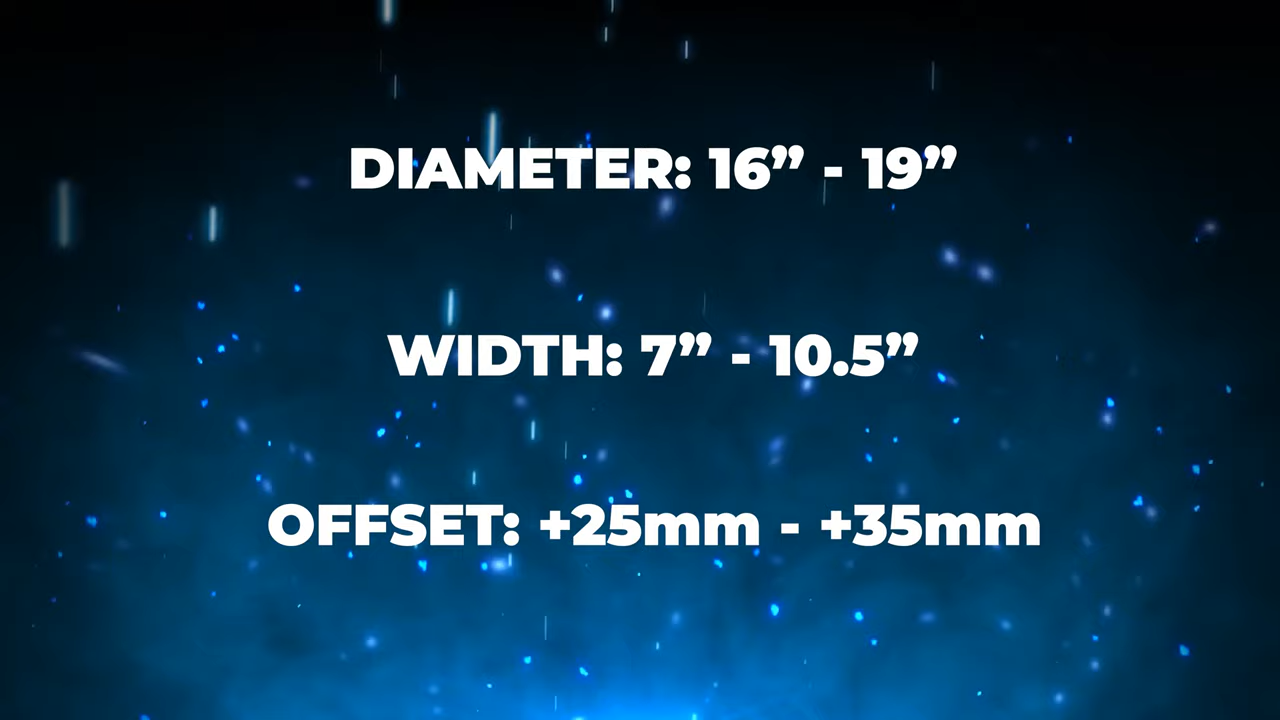 DIAMETER: 16” - 19”
WIDTH: 7” - 10.5”
OFFSET: +25mm - +35mm